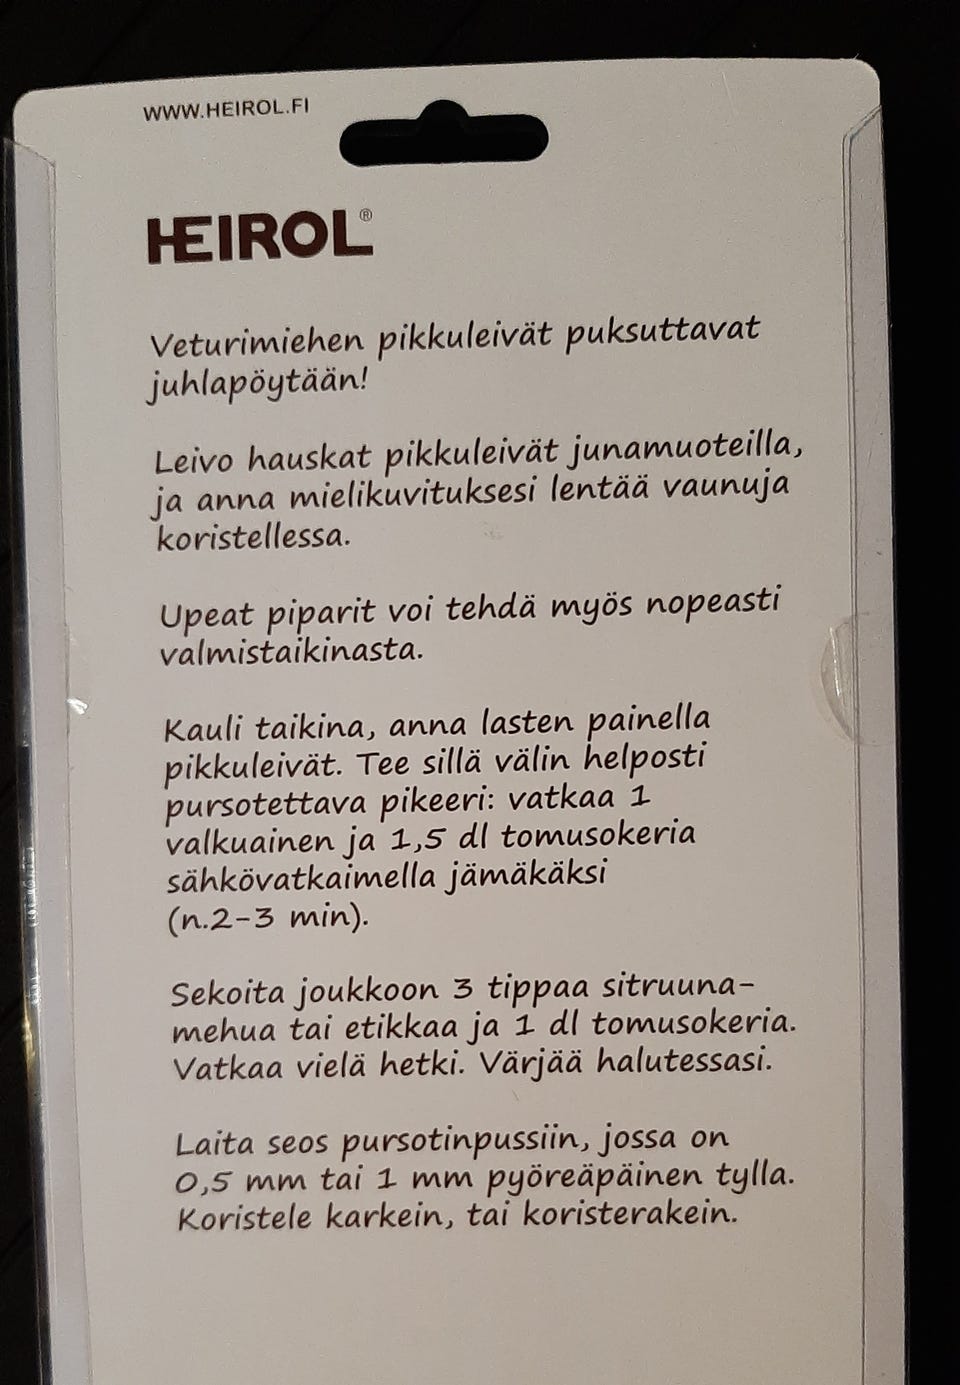 WWW.HEIROL.FI
HEIROL®
Veturimiehen pikkuleivät puksuttavat
juhlapöytään!
Leivo hauskat pikkuleivät junamuoteilla,
ja anna mielikuvituksesi lentää vaunuja
koristellessa.
Upeat piparit voi tehdä myös nopeasti
valmistaikinasta.
Kauli taikina, anna lasten painella
pikkuleivät. Tee sillä välin helposti
pursotettava pikeeri: vatkaa 1
valkuainen ja 1,5 dl tomusokeria
sähkövatkaimella jämäkäksi
(n.2-3 min).
Sekoita joukkoon 3 tippaa sitruuna-
mehua tai etikkaa ja 1 dl tomusokeria.
Vatkaa vielä hetki. Värjää halutessasi.
Laita seos pursotinpussiin, jossa on
0,5 mm tai 1 mm pyöreäpäinen tylla.
Koristele karkein, tai koristerakein.